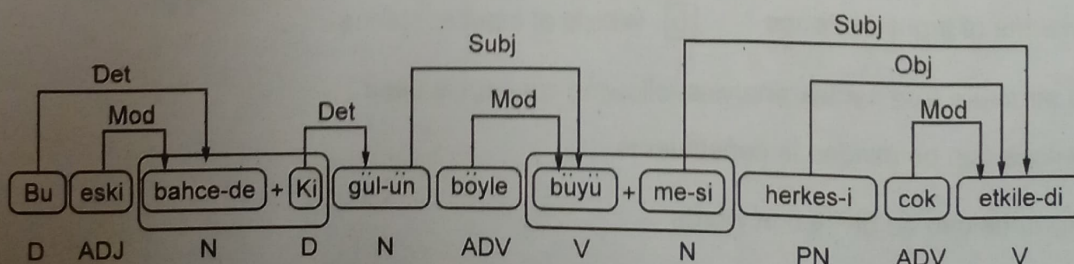 Subj
Subj
Det
Obj
Mod
Det
Mod
Mod
Bu eski bahce-de + Ki gül-ün böyle büyü + me-si herkes-i cok etkile-di
D ADJ N D N ADV V N PN ADV V